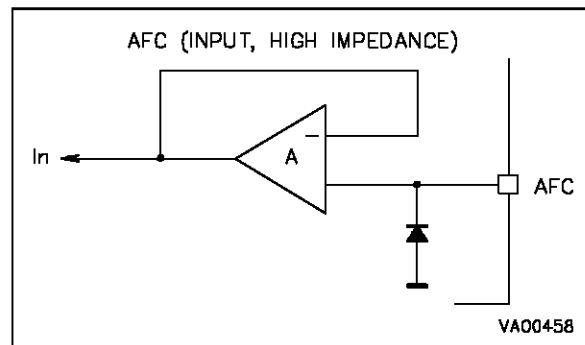 AFC (INPUT, HIGH IMPEDANCE)
In
A
AFC
VA00458